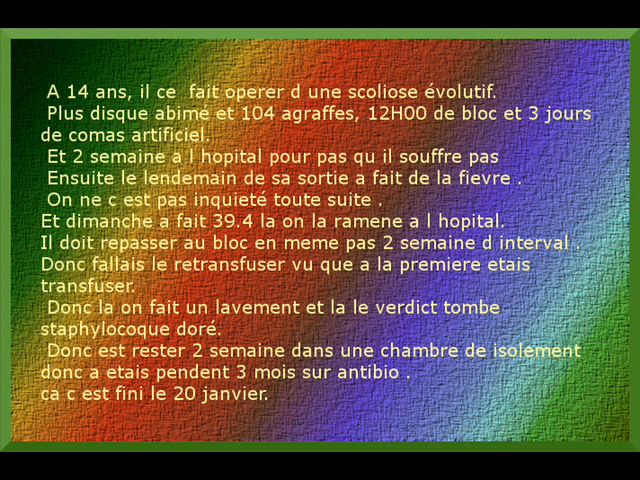 A 14 ans, il ce fait operer d une scoliose évolutif.
Plus disque abimé et 104 agraffes, 12H00 de bloc et 3 jours
de comas artificiel.
Et 2 semaine a l hopital pour pas qu il souffre pas
Ensuite le lendemain de sa sortie a fait de la fievre .
On ne c est pas inquieté toute suite .
Et dimanche a fait 39.4 la on la ramene a l hopital.
Il doit repasser au bloc en meme pas 2 semaine d interval .
Donc fallais le retransfuser vu que a la premiere etais
transfuser.
Donc la on fait un lavement et la le verdict tombe
staphylocoque doré.
Donc est rester 2 semaine dans une chambre de isolement
donc a etais pendent 3 mois sur antibio .
ca c est fini le 20 janvier.